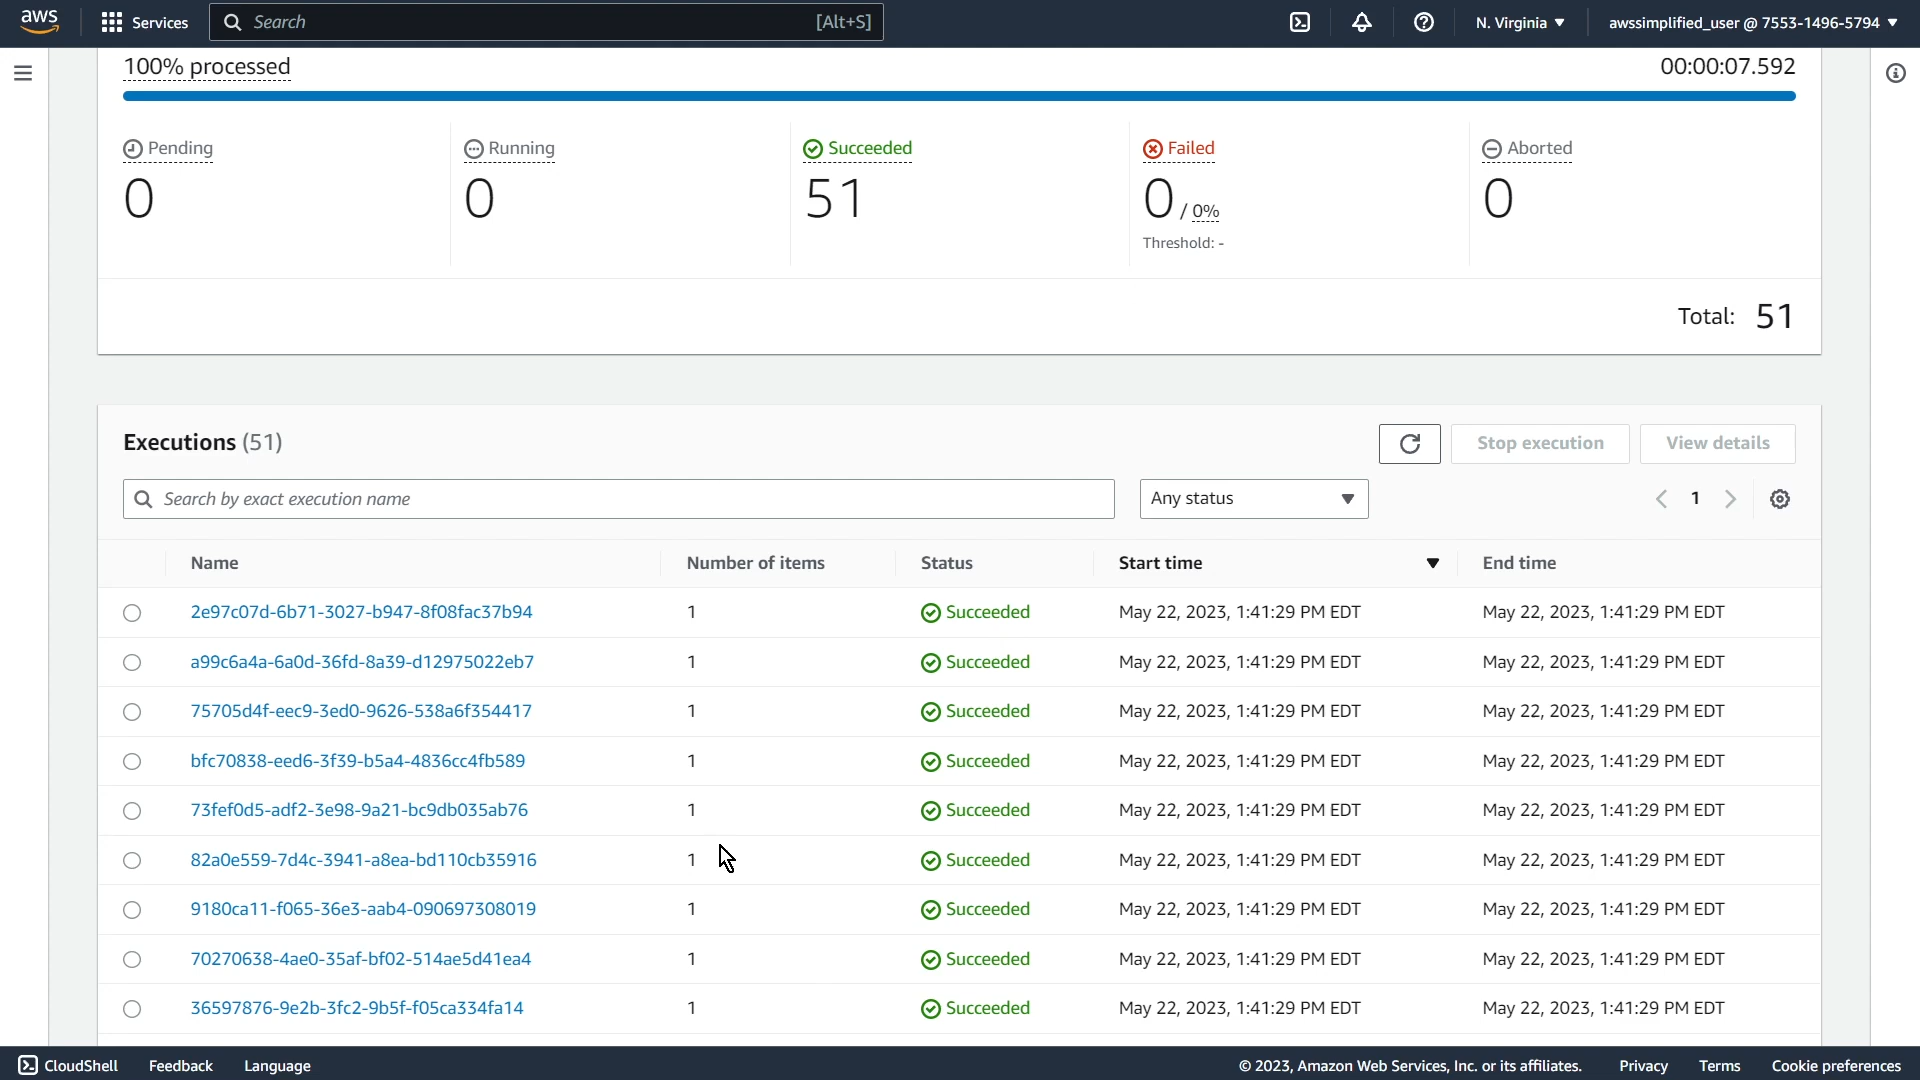 aws Services Search [Alt+S] N. Virginia ▼ awssimplified_user @ 7553-1496-5794 ▼
100% processed 00:00:07.592
Pending Running Succeeded Failed Aborted
0 0 51 0 / 0% 0
Threshold: -
Total: 51
Executions (51) Stop execution View details
Search by exact execution name Any status 1
Name Number of items Status Start time End time
2e97c07d-6b71-3027-b947-8f08fac37b94 1 Succeeded May 22, 2023, 1:41:29 PM EDT May 22, 2023, 1:41:29 PM EDT
a99c6a4a-6a0d-36fd-8a39-d12975022eb7 1 Succeeded May 22, 2023, 1:41:29 PM EDT May 22, 2023, 1:41:29 PM EDT
75705d4f-eec9-3ed0-9626-538a6f354417 1 Succeeded May 22, 2023, 1:41:29 PM EDT May 22, 2023, 1:41:29 PM EDT
bfc70838-eed6-3f39-b5a4-4836cc4fb589 1 Succeeded May 22, 2023, 1:41:29 PM EDT May 22, 2023, 1:41:29 PM EDT
73fef0d5-adf2-3e98-9a21-bc9db035ab76 1 Succeeded May 22, 2023, 1:41:29 PM EDT May 22, 2023, 1:41:29 PM EDT
82a0e559-7d4c-3941-a8ea-bd110cb35916 1 Succeeded May 22, 2023, 1:41:29 PM EDT May 22, 2023, 1:41:29 PM EDT
9180ca11-f065-36e3-aab4-090697308019 1 Succeeded May 22, 2023, 1:41:29 PM EDT May 22, 2023, 1:41:29 PM EDT
70270638-4ae0-35af-bf02-514ae5d41ea4 1 Succeeded May 22, 2023, 1:41:29 PM EDT May 22, 2023, 1:41:29 PM EDT
36597876-9e2b-3fc2-9b5f-f05ca334fa14 1 Succeeded May 22, 2023, 1:41:29 PM EDT May 22, 2023, 1:41:29 PM EDT
CloudShell Feedback Language © 2023, Amazon Web Services, Inc. or its affiliates. Privacy Terms Cookie preferences